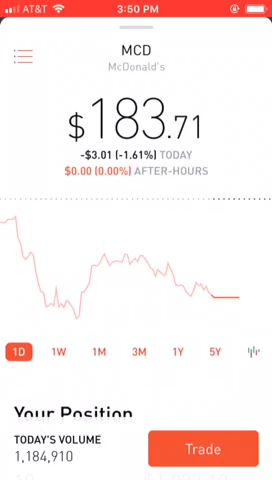 AT&T 3:50 PM
MCD
McDonald's
$183.71
-$3.01 (-1.61%) TODAY
$0.00 (0.00%) AFTER-HOURS
1D 1W 1M 3M 1Y 5Y
Your Position
TODAY'S VOLUME
1,184,910
Trade